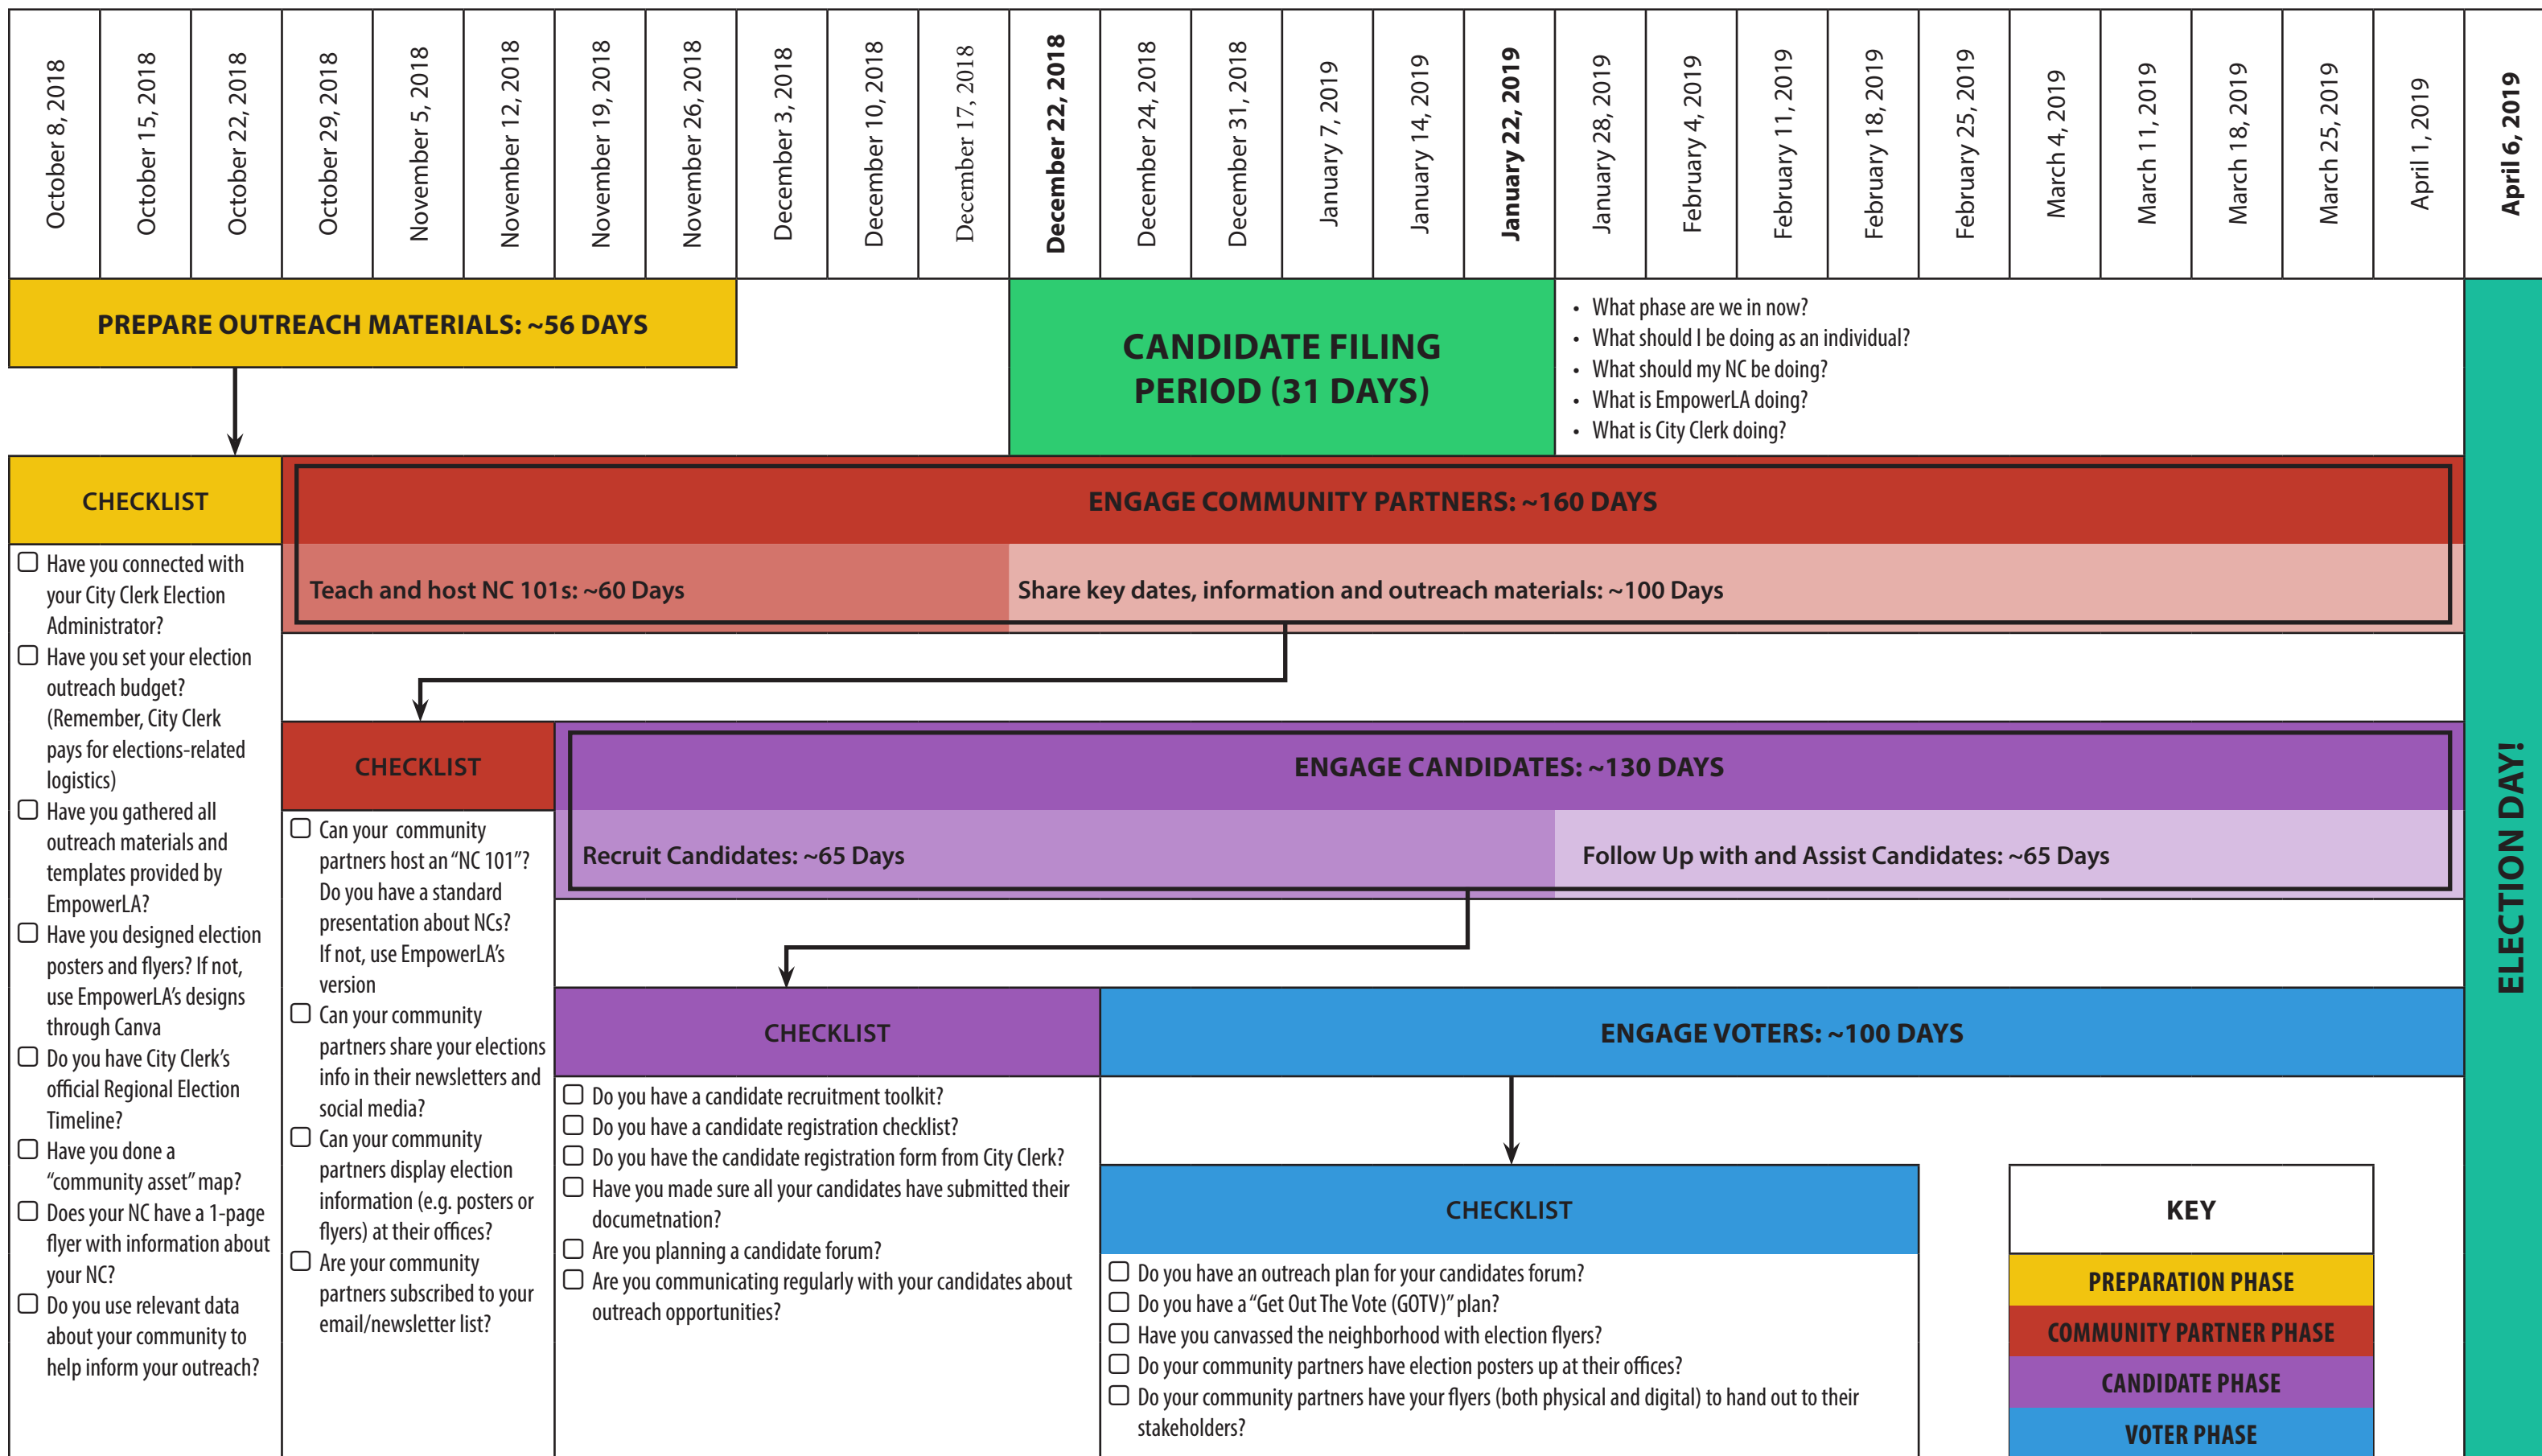 October 8, 2018
October 15, 2018
October 22, 2018
October 29, 2018
November 5, 2018
November 12, 2018
November 19, 2018
November 26, 2018
December 3, 2018
December 10, 2018
December 17, 2018
December 22, 2018
December 24, 2018
December 31, 2018
January 7, 2019
January 14, 2019
January 22, 2019
January 28, 2019
February 4, 2019
February 11, 2019
February 18, 2019
February 25, 2019
March 4, 2019
March 11, 2019
March 18, 2019
March 25, 2019
April 1, 2019
April 6, 2019
PREPARE OUTREACH MATERIALS: ~56 DAYS
CANDIDATE FILING
PERIOD (31 DAYS)
• What phase are we in now?
• What should I be doing as an individual?
• What should my NC be doing?
• What is EmpowerLA doing?
• What is City Clerk doing?
CHECKLIST
Have you connected with
your City Clerk Election
Administrator?
Have you set your election
outreach budget?
(Remember, City Clerk
pays for elections-related
logistics)
Have you gathered all
outreach materials and
templates provided by
EmpowerLA?
Have you designed election
posters and flyers? If not,
use EmpowerLA's designs
through Canva
Do you have City Clerk's
official Regional Election
Timeline?
Have you done a
“community asset” map?
Does your NC have a 1-page
flyer with information about
your NC?
Do you use relevant data
about your community to
help inform your outreach?
ENGAGE COMMUNITY PARTNERS: ~160 DAYS
Teach and host NC 101s: ~60 Days
Share key dates, information and outreach materials: ~100 Days
CHECKLIST
Can your  community
partners host an “NC 101”?
Do you have a standard
presentation about NCs?
If not, use EmpowerLA's
version
Can your community
partners share your elections
info in their newsletters and
social media?
Can your community
partners display election
information (e.g. posters or
flyers) at their offices?
Are your community
partners subscribed to your
email/newsletter list?
ENGAGE CANDIDATES: ~130 DAYS
Recruit Candidates: ~65 Days
Follow Up with and Assist Candidates: ~65 Days
CHECKLIST
Do you have a candidate recruitment toolkit?
Do you have a candidate registration checklist?
Do you have the candidate registration form from City Clerk?
Have you made sure all your candidates have submitted their
documetnation?
Are you planning a candidate forum?
Are you communicating regularly with your candidates about
outreach opportunities?
ENGAGE VOTERS: ~100 DAYS
CHECKLIST
Do you have an outreach plan for your candidates forum?
Do you have a “Get Out The Vote (GOTV)” plan?
Have you canvassed the neighborhood with election flyers?
Do your community partners have election posters up at their offices?
Do your community partners have your flyers (both physical and digital) to hand out to their
stakeholders?
KEY
PREPARATION PHASE
COMMUNITY PARTNER PHASE
CANDIDATE PHASE
VOTER PHASE
ELECTION DAY!